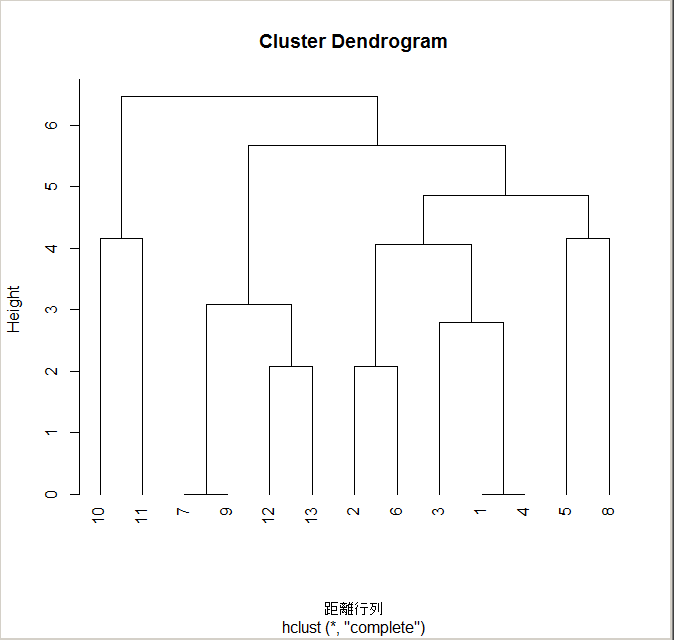 Cluster Dendrogram
Height
6
5
4
3
2
1
0
10 11 7 9 12 13 2 6 3 1 4 5 8
距離行列
hclust (*, "complete")